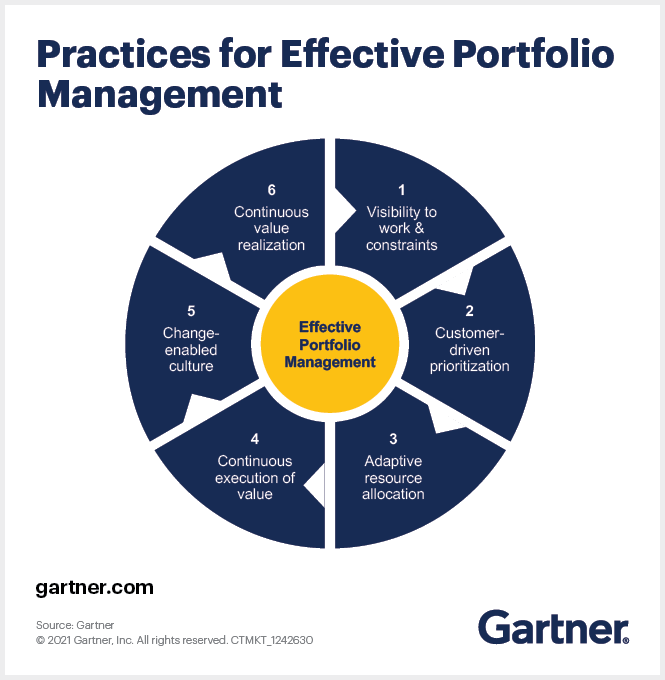 Practices for Effective Portfolio
Management
1
Visibility to
work &
constraints
2
Customer-
driven
prioritization
3
Adaptive
resource
allocation
4
Continuous
execution of
value
5
Change-
enabled
culture
6
Continuous
value
realization
Effective
Portfolio
Management
gartner.com
Source: Gartner
© 2021 Gartner, Inc. All rights reserved. CTMKT_1242630
Gartner®